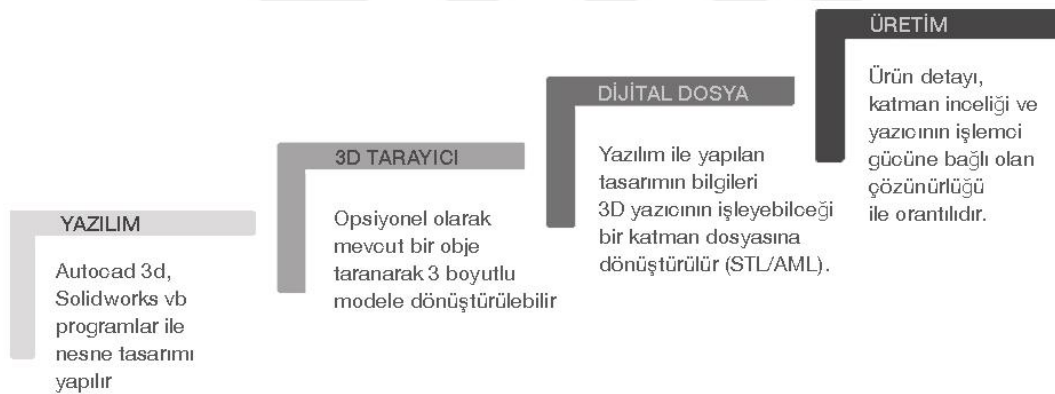 YAZILIM
Autocad 3d,
Solidworks vb
programlar ile
nesne tasarımı
yapılır
3D TARAYICI
Opsiyonel olarak
mevcut bir obje
taranarak 3 boyutlu
modele dönüştürülebilir
DİJİTAL DOSYA
Yazılım ile yapılan
tasarımın bilgileri
3D yazıcının işleyebilceği
bir katman dosyasına
dönüştürülür (STL/AML).
ÜRETİM
Ürün detayı,
katman inceliği ve
yazıcının işlemci
gücüne bağlı olan
çözünürlüğü
ile orantılıdır.